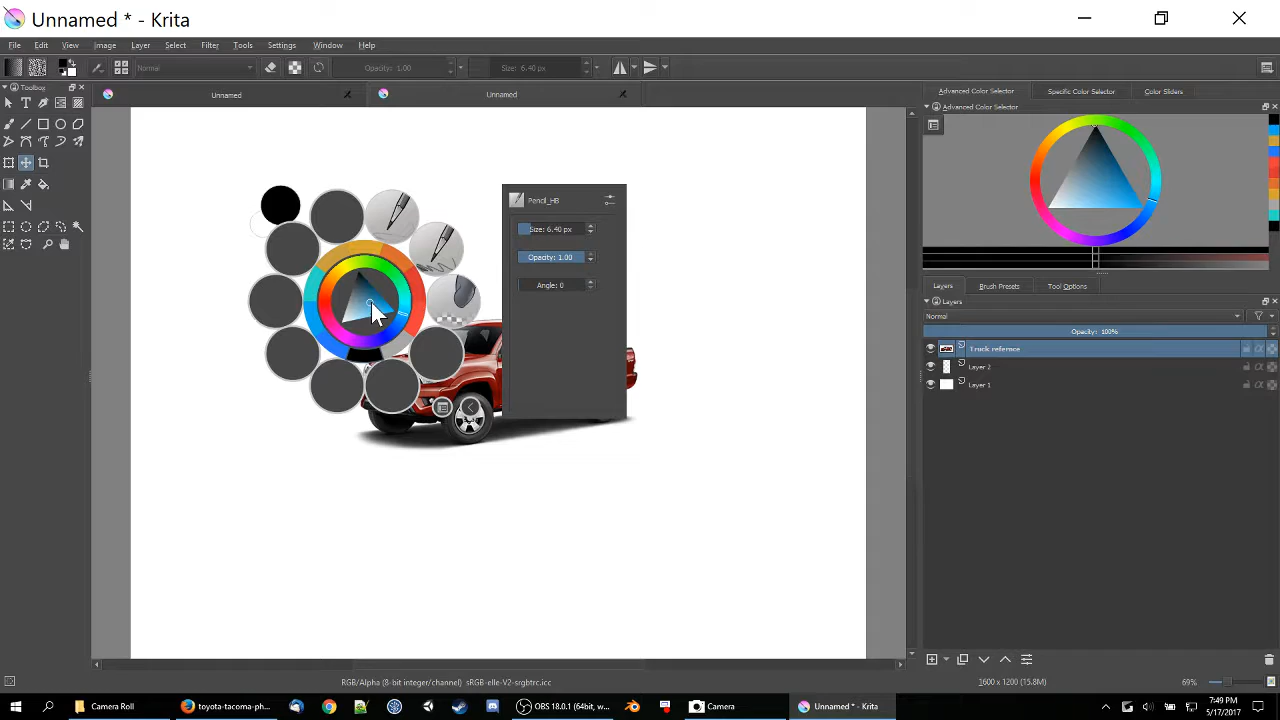 Unnamed * - Krita
File Edit View Image Layer Select Filter Tools Settings Window Help
Normal Opacity: 1.00 Size: 6.40 px
Toolbox
Unnamed Unnamed
Advanced Color Selector Specific Color Selector Color Sliders
Advanced Color Selector
Pencil_HB
Size: 6.40 px
Opacity: 1.00
Angle: 0
Layers Brush Presets Tool Options
Layers
Normal
Opacity: 100%
Truck refernce
Layer 2
Layer 1
RGB/Alpha (8-bit integer/channel) sRGB-elle-V2-srgbtrc.icc 1600 x 1200 (15.8M) 69%
Camera Roll toyota-tacoma-ph... OBS 18.0.1 (64bit, w... Camera Unnamed * - Krita
7:49 PM
5/17/2017